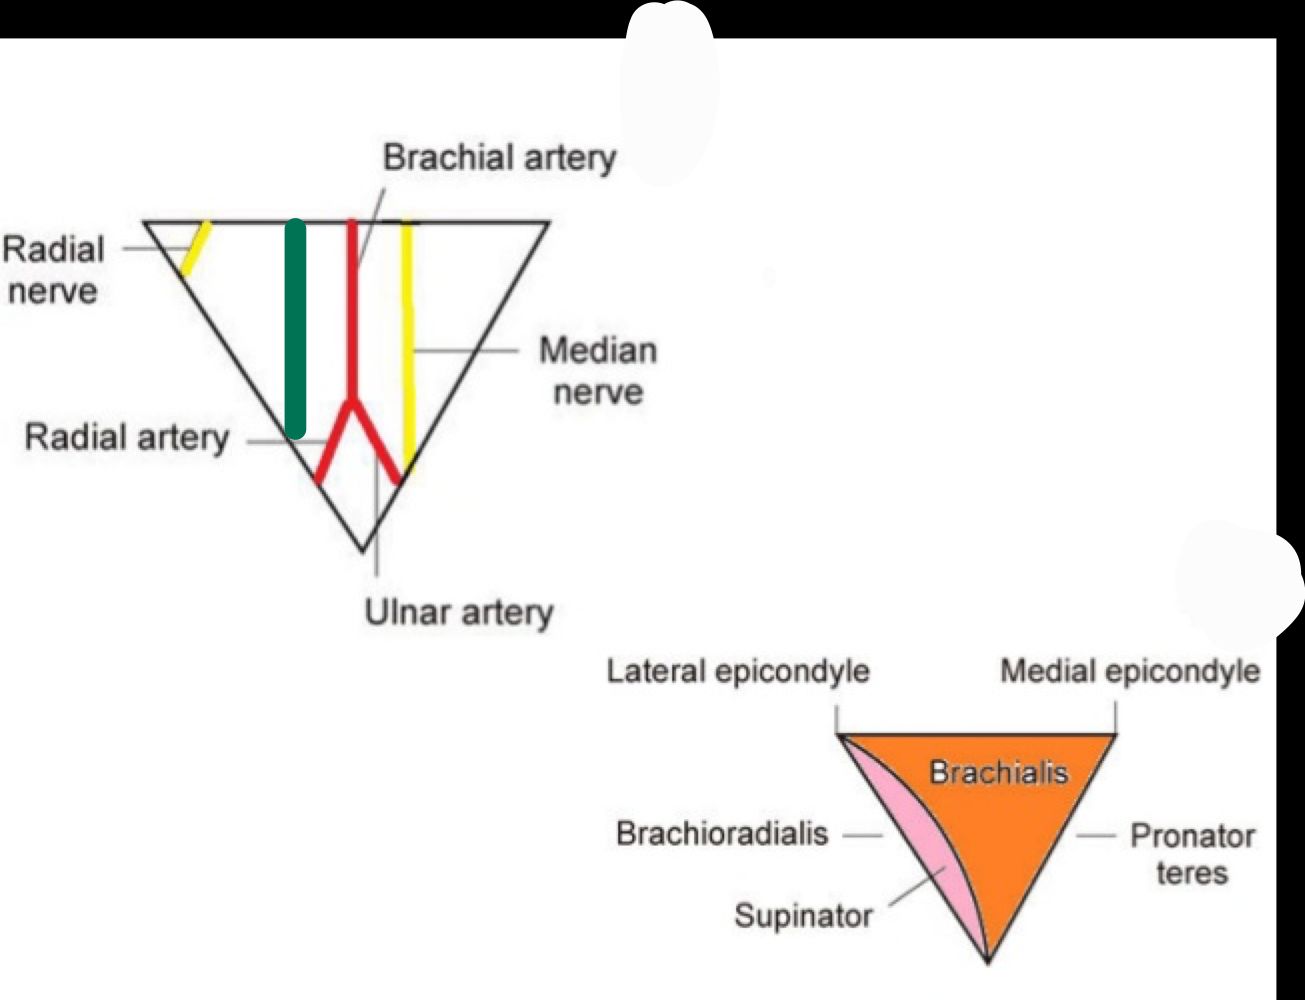 Brachial artery
Radial
nerve
Median
nerve
Radial artery
Ulnar artery
Lateral epicondyle
Medial epicondyle
Brachialis
Brachioradialis
Pronator
teres
Supinator